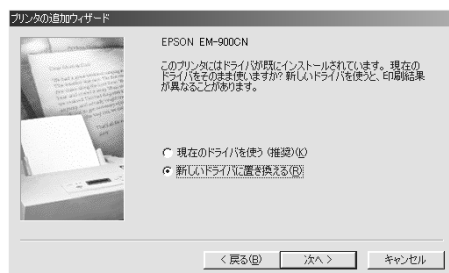 プリンタの追加ウィザード
EPSON EM-900CN
このプリンタにはドライバが既にインストールされています。現在の
ドライバをそのまま使いますか? 新しいドライバを使うと、印刷結果
が異なることがあります。
現在のドライバを使う (推奨)(K)
新しいドライバに置き換える(R)
< 戻る(B)
次へ >
キャンセル